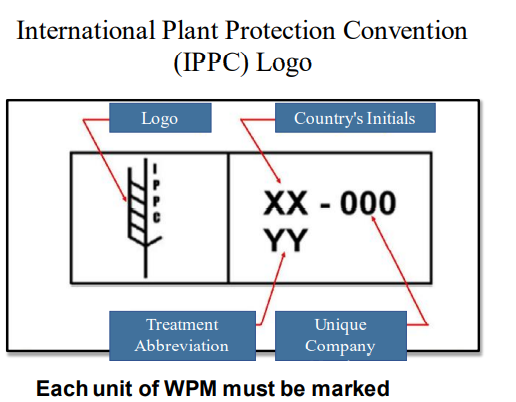 International Plant Protection Convention
(IPPC) Logo
Logo
Country's Initials
IPPC
XX - 000
YY
Treatment
Abbreviation
Unique
Company
Each unit of WPM must be marked